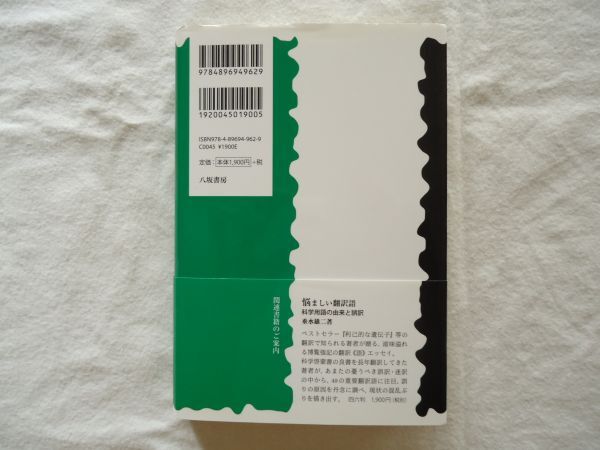 9784896949629
1920045019005
ISBN978-4-89694-962-9
C0045 ¥1900E
定価:本体1,900円+税
八坂書房
関連書籍のご案内
悩ましい翻訳語
科学用語の由来と誤訳
垂水雄二著
ベストセラー『利己的な遺伝子』等の
翻訳で知られる著者が贈る、滋味溢れ
る博覧強記の翻訳《語》エッセイ。
科学啓蒙書の良書を長年翻訳してきた
著者が、あまたの憂うべき誤訳・迷訳
の中から、49の重要翻訳語に注目。誤
りの原因を丹念に調べ、現状の混乱ぶ
りを描き出す。 四六判 1,900円(税別)